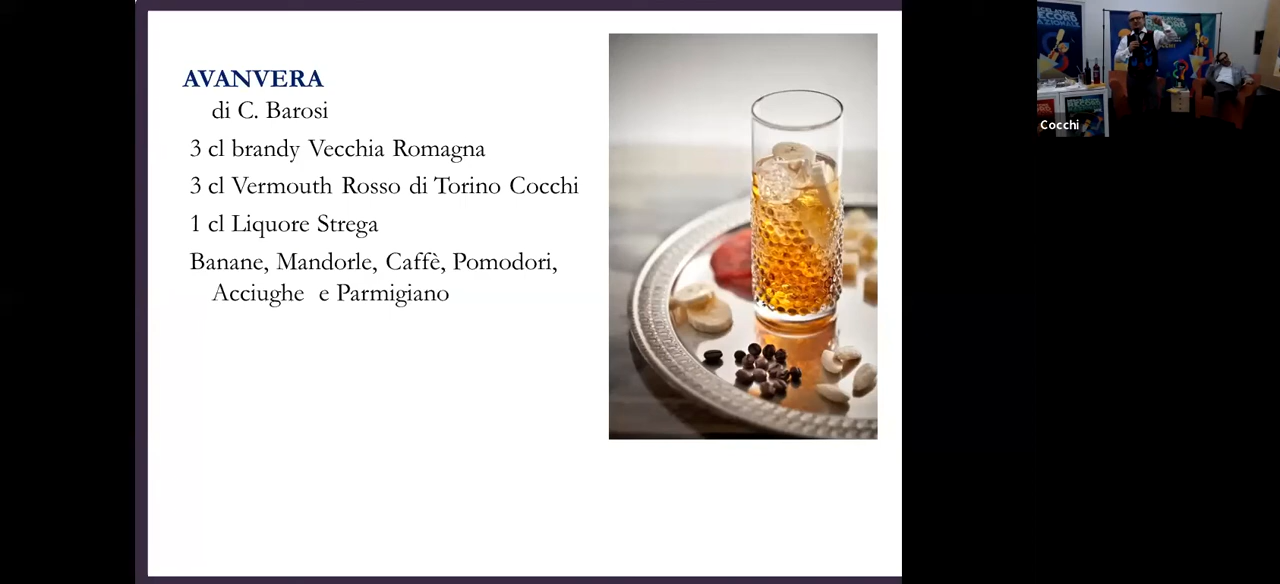 AVANVERA
di C. Barosi
3 cl brandy Vecchia Romagna
3 cl Vermouth Rosso di Torino Cocchi
1 cl Liquore Strega
Banane, Mandorle, Caffè, Pomodori,
Acciughe e Parmigiano
Cocchi